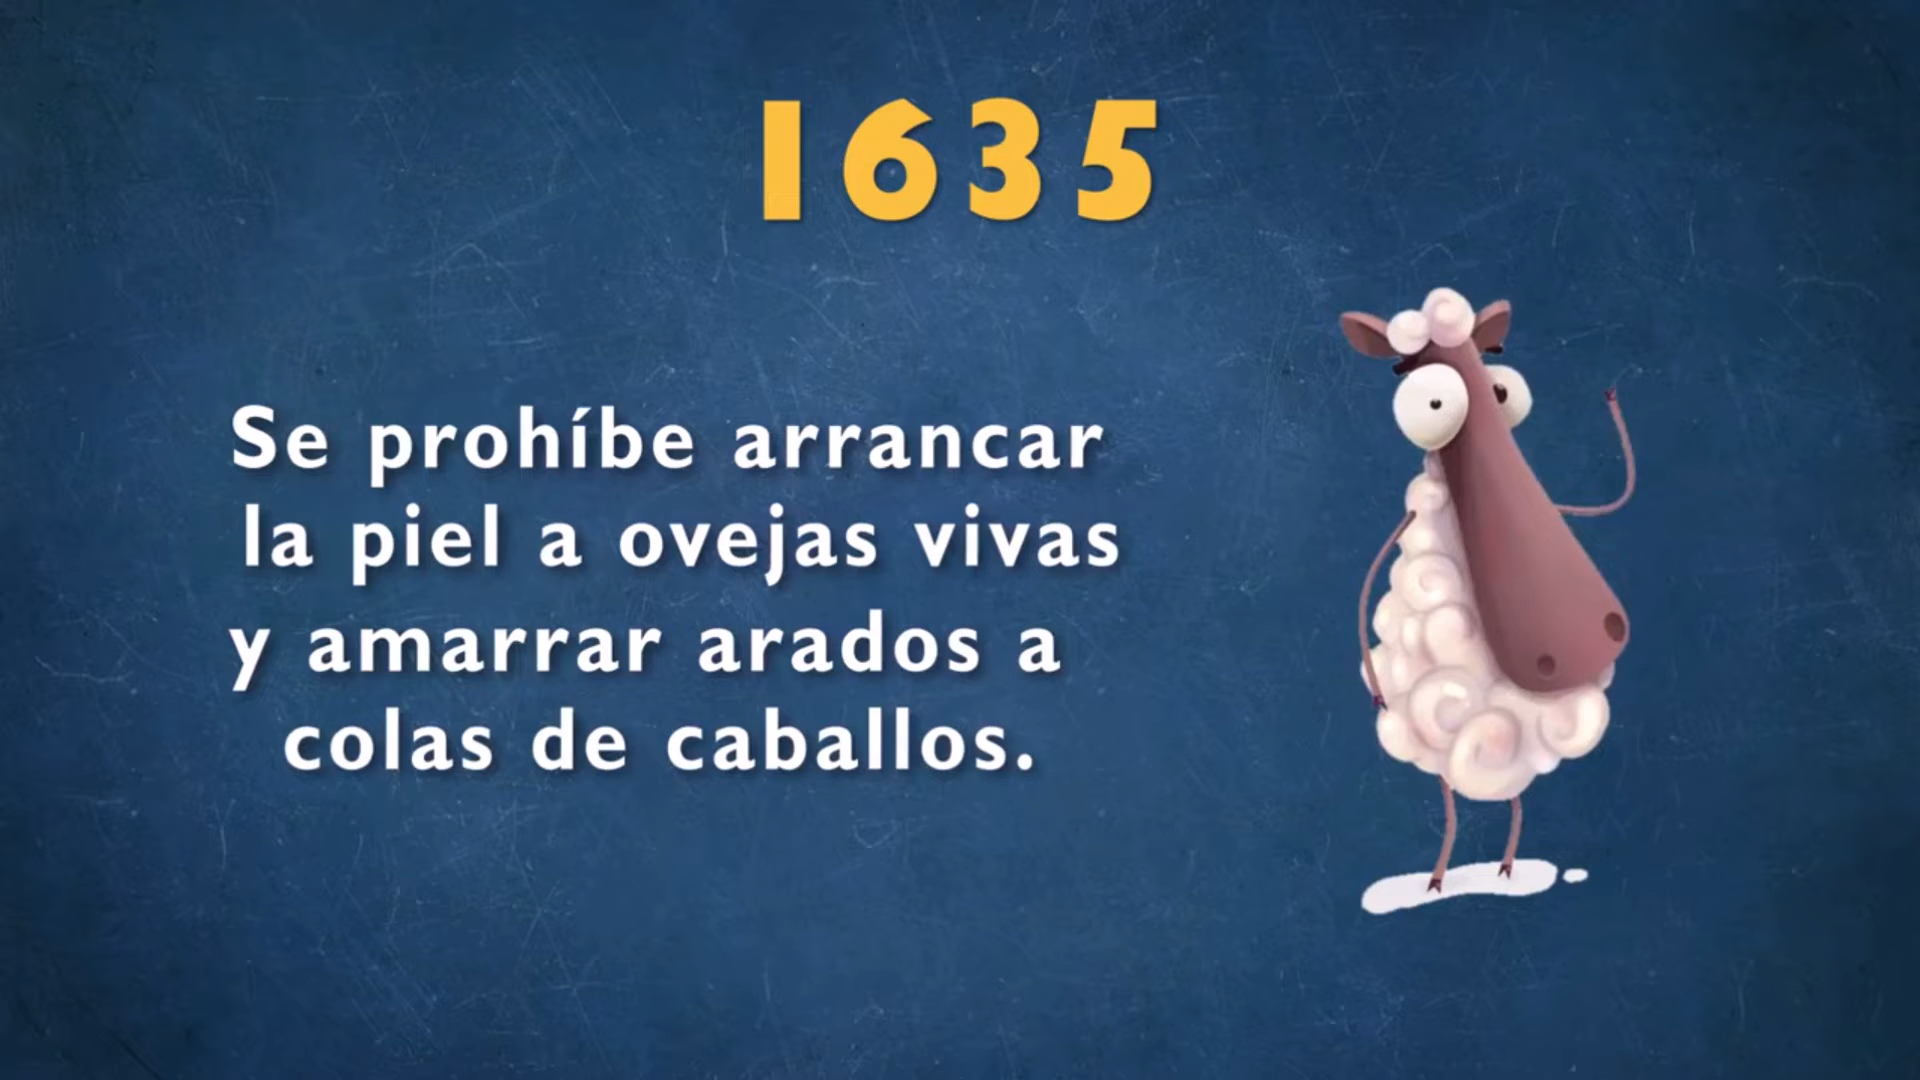 1635
Se prohíbe arrancar
la piel a ovejas vivas
y amarrar arados a
colas de caballos.